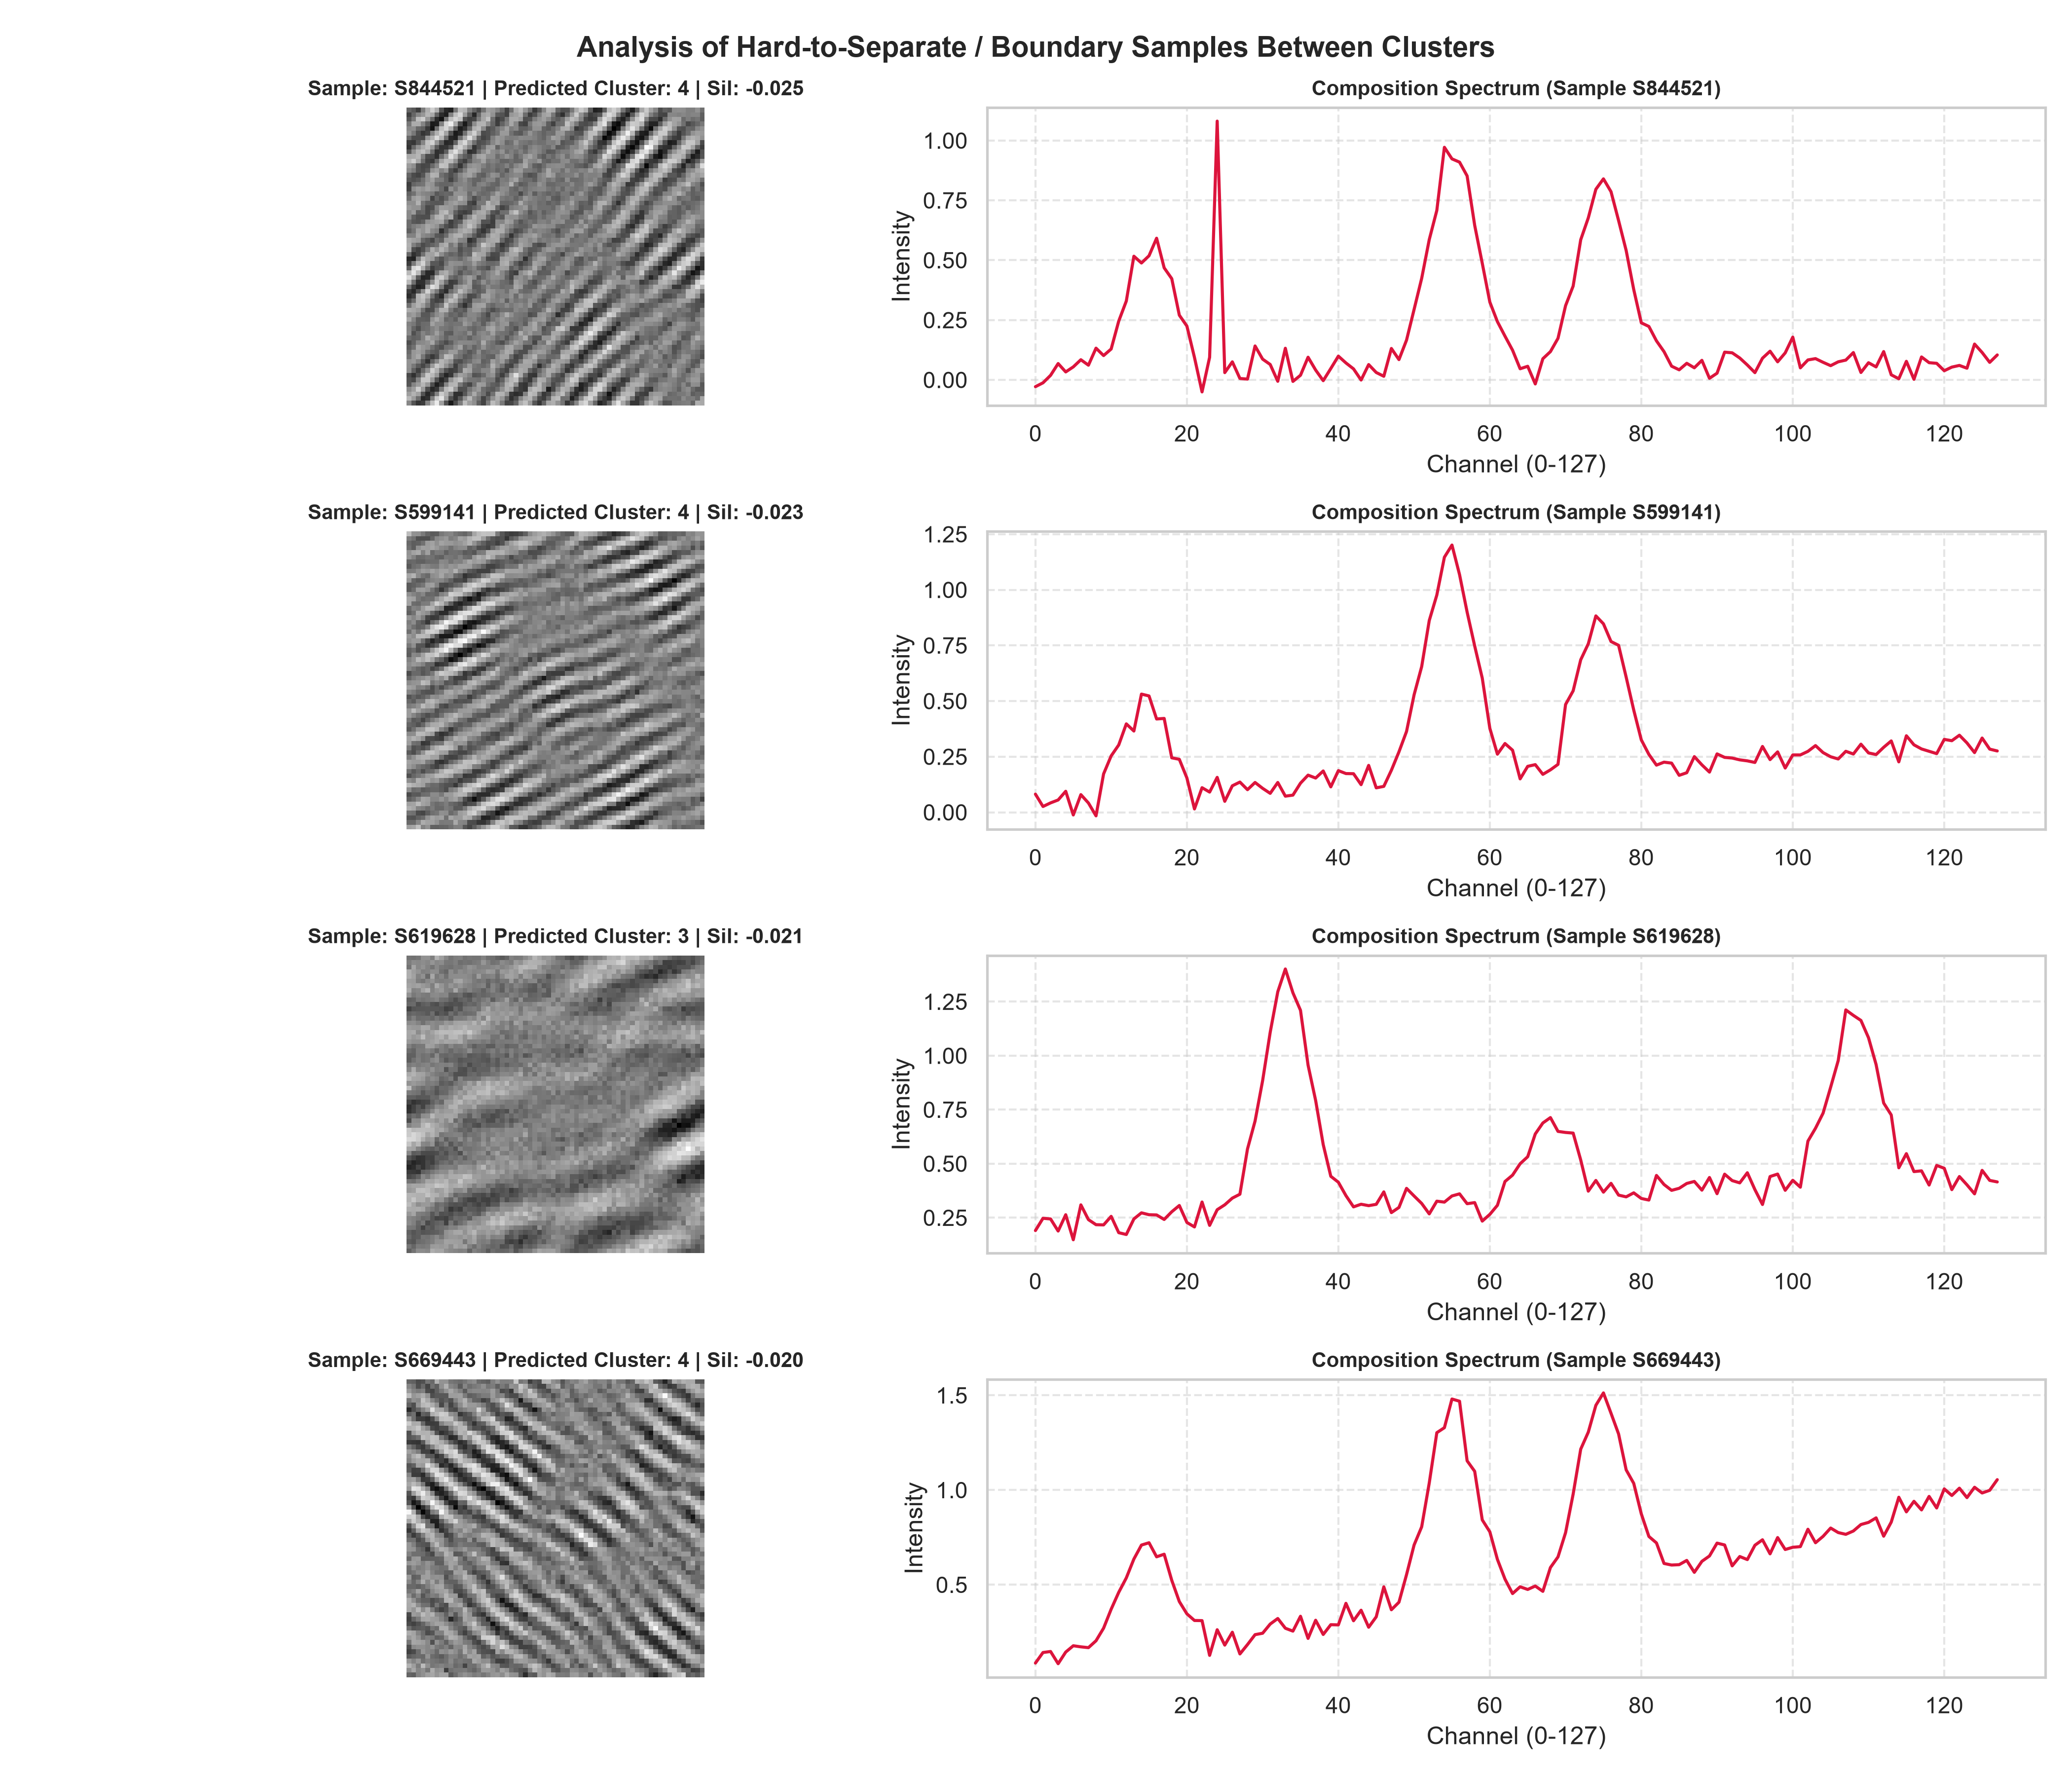 Analysis of Hard-to-Separate / Boundary Samples Between Clusters
Sample: S844521 | Predicted Cluster: 4 | Sil: -0.025
Composition Spectrum (Sample S844521)
Intensity
1.00
0.75
0.50
0.25
0.00
0 20 40 60 80 100 120
Channel (0-127)
Sample: S599141 | Predicted Cluster: 4 | Sil: -0.023
Composition Spectrum (Sample S599141)
Intensity
1.25
1.00
0.75
0.50
0.25
0.00
0 20 40 60 80 100 120
Channel (0-127)
Sample: S619628 | Predicted Cluster: 3 | Sil: -0.021
Composition Spectrum (Sample S619628)
Intensity
1.25
1.00
0.75
0.50
0.25
0 20 40 60 80 100 120
Channel (0-127)
Sample: S669443 | Predicted Cluster: 4 | Sil: -0.020
Composition Spectrum (Sample S669443)
Intensity
1.5
1.0
0.5
0 20 40 60 80 100 120
Channel (0-127)